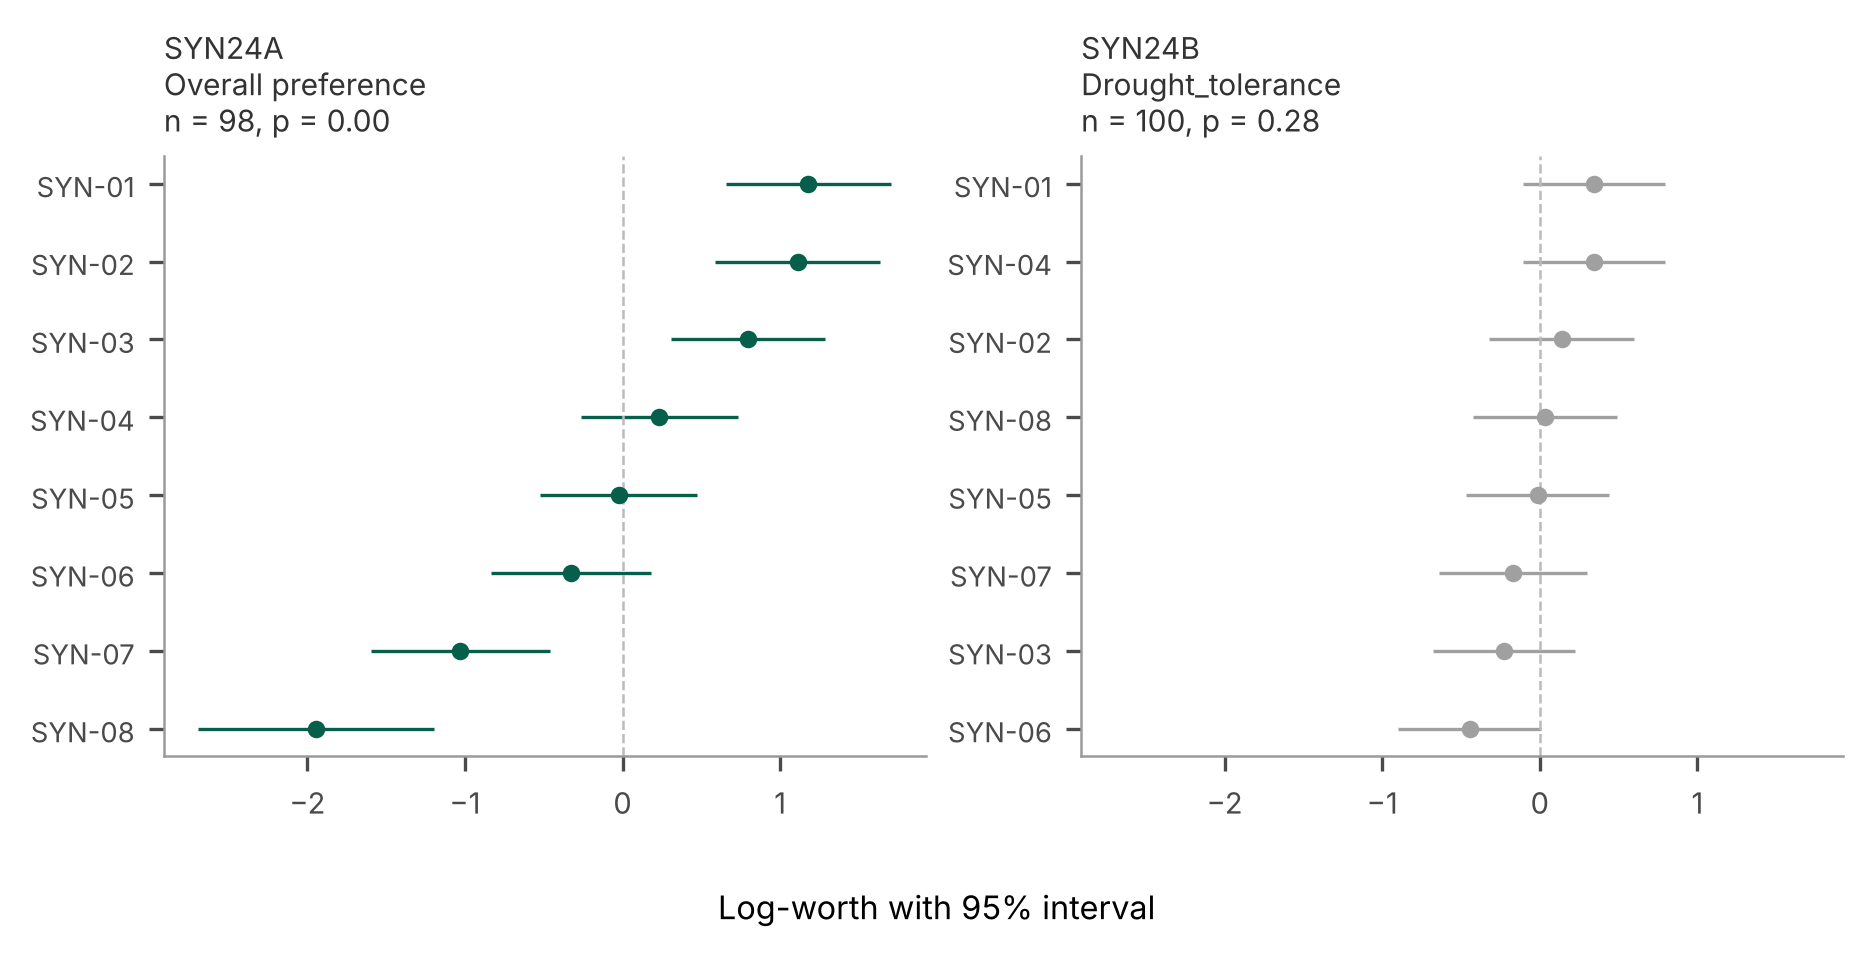 SYN24A
Overall preference
n = 98, p = 0.00
SYN-01
SYN-02
SYN-03
SYN-04
SYN-05
SYN-06
SYN-07
SYN-08
−2 −1 0 1
SYN24B
Drought_tolerance
n = 100, p = 0.28
SYN-01
SYN-04
SYN-02
SYN-08
SYN-05
SYN-07
SYN-03
SYN-06
−2 −1 0 1
Log-worth with 95% interval